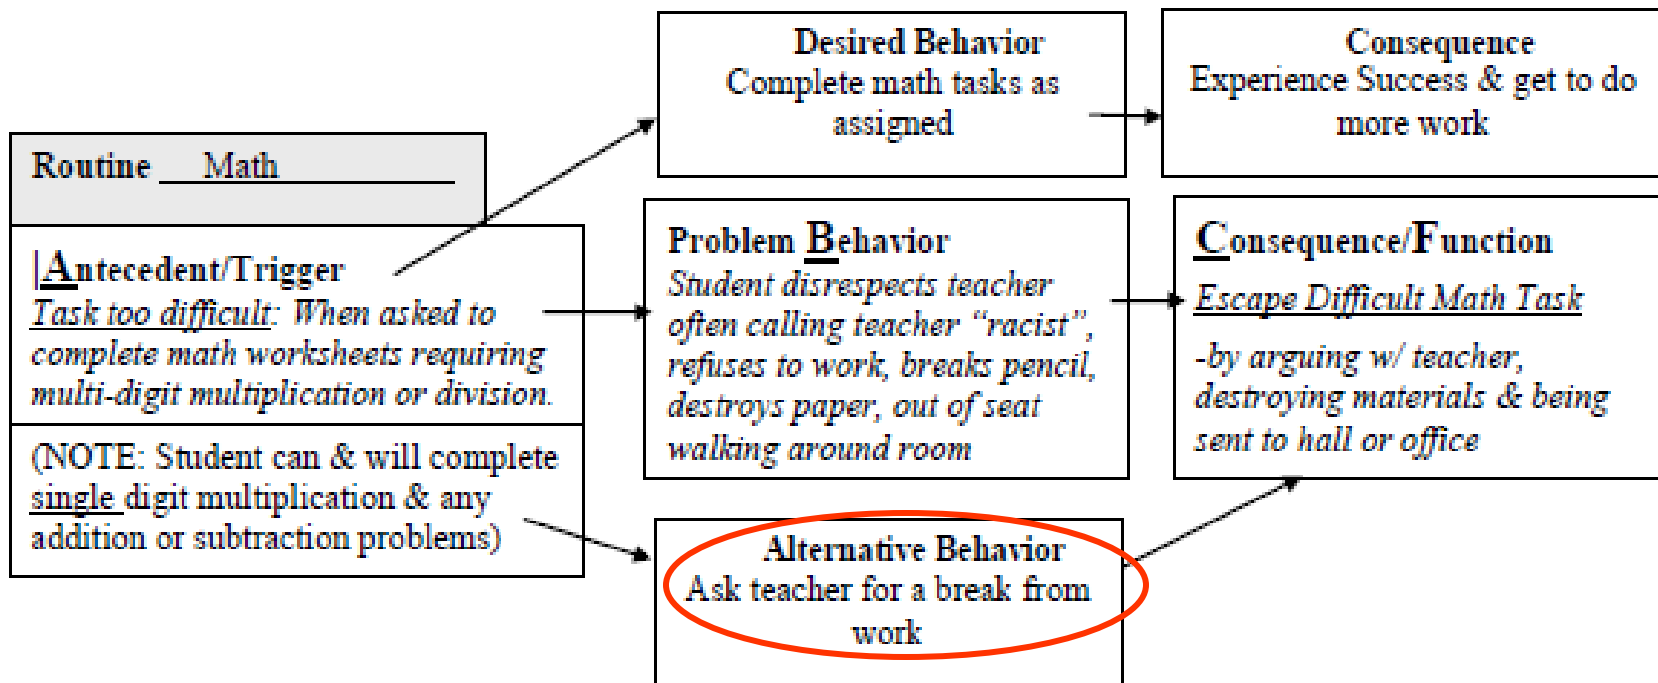 Routine ___Math__________
|Antecedent/Trigger
Task too difficult: When asked to
complete math worksheets requiring
multi-digit multiplication or division.
(NOTE: Student can & will complete
single digit multiplication & any
addition or subtraction problems)
Desired Behavior
Complete math tasks as
assigned
Consequence
Experience Success & get to do
more work
Problem Behavior
Student disrespects teacher
often calling teacher “racist”,
refuses to work, breaks pencil,
destroys paper, out of seat
walking around room
Consequence/Function
Escape Difficult Math Task
-by arguing w/ teacher,
destroying materials & being
sent to hall or office
Alternative Behavior
Ask teacher for a break from
work